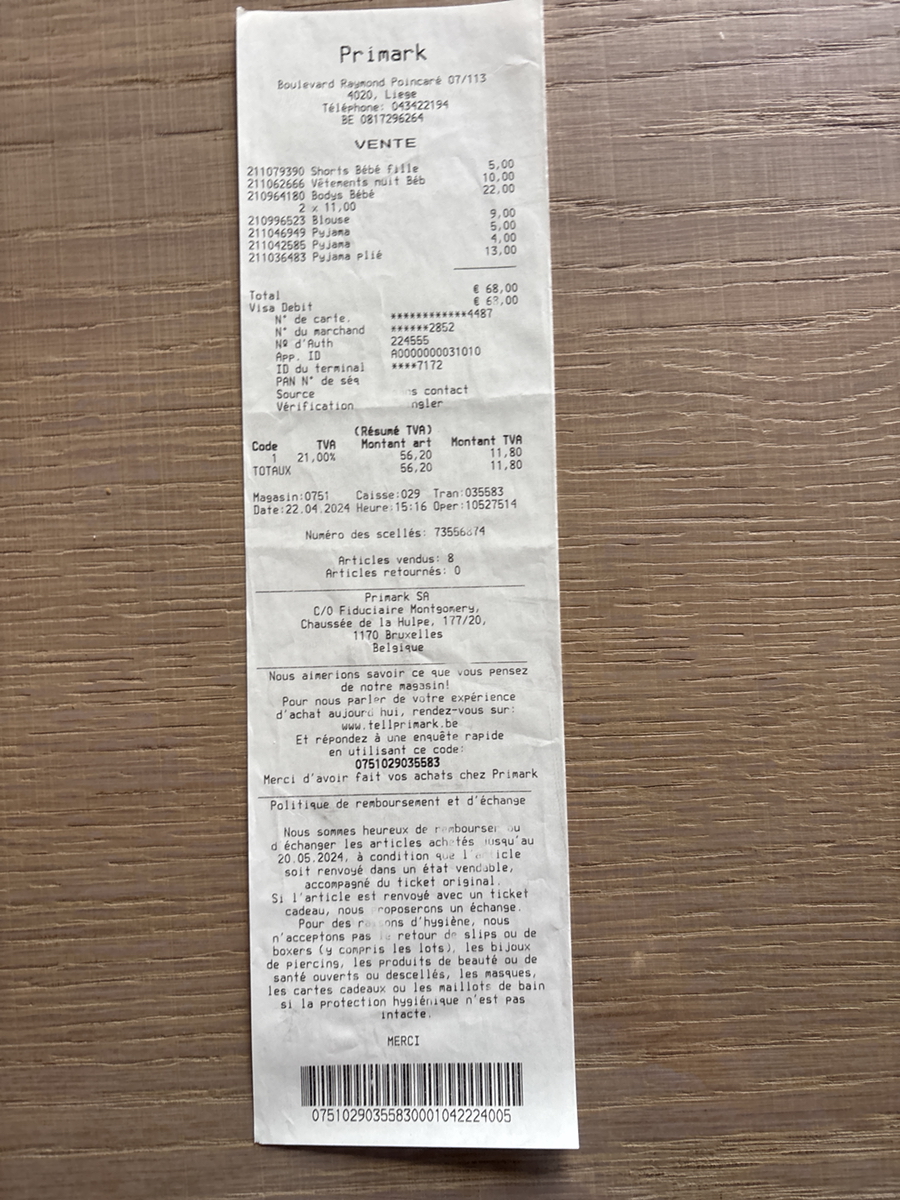 Primark
Boulevard Raymond Poincaré 07/113
4020, Liege
Téléphone: 043422194
BE 0817296264
VENTE
211079390 Shorts Bébé fille 5,00
211062666 Vêtements nuit Béb 10,00
210964180 Bodys Bébé 22,00
2 x 11,00
210996523 Blouse 9,00
211046949 Pyjama 5,00
211042585 Pyjama 4,00
211036483 Pyjama plié 13,00
Total € 68,00
Visa Debit €
N° de carte. ************4487
N° du marchand ******2852
Nº d'Auth 224555
App. ID A0000000031010
ID du terminal ****7172
PAN N° de séq
Source contact
Vérification
(Résumé TVA)
Code TVA Montant art Montant TVA
1 21,00% 56,20 11,80
TOTAUX 56,20 11,80
Magasin:0751 Caisse:029 Tran:035583
Date:22.04.2024 Heure:15:16 Oper:10527514
Numéro des scellés:
Articles vendus: 8
Articles retournés: 0
Primark SA
C/O Fiduciaire Montgomery,
Chaussée de la Hulpe, 177/20,
1170 Bruxelles
Belgique
Nous aimerions savoir ce que vous pensez
de notre magasin!
Pour nous parler de votre expérience
d'achat aujourd hui, rendez-vous sur:
www.tellprimark.be
Et répondez à une enquête rapide
en utilisant ce code:
0751029035583
Merci d'avoir fait vos achats chez Primark
Politique de remboursement et d'échange
Nous sommes heureux de rembourser ou
d échanger les articles achetés jusqu'au
20.05.2024, à condition que l'article
soit renvoyé dans un état vendable,
accompagné du ticket original.
Si l'article est renvoyé avec un ticket
cadeau, nous proposerons un échange.
Pour des raisons d'hygiène, nous
n'acceptons pas le retour de slips ou de
boxers (y compris les lots), les bijoux
de piercing, les produits de beauté ou de
santé ouverts ou descellés, les masques,
les cartes cadeaux ou les maillots de bain
si la protection hygiénique n'est pas
intacte.
MERCI
07510290355830001042224005